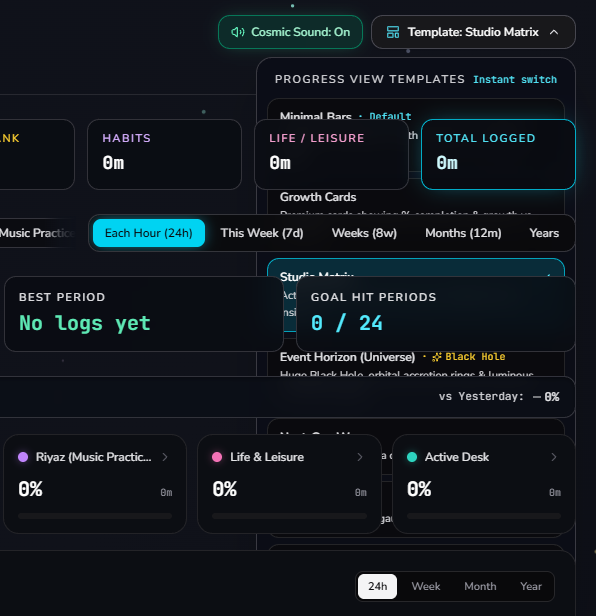 Cosmic Sound: On
Template: Studio Matrix
PROGRESS VIEW TEMPLATES Instant switch
Minimal Bars · Default
NK
HABITS
LIFE / LEISURE
TOTAL LOGGED
0m
0m
0m
Growth Cards
Music Practice
Each Hour (24h)
This Week (7d)
Weeks (8w)
Months (12m)
Years
Studio Matrix
BEST PERIOD
GOAL HIT PERIODS
No logs yet
0 / 24
Event Horizon (Universe) · Black Hole
Huge Black Hole, orbital accretion rings & luminous
vs Yesterday: — 0%
Riyaz (Music Practic...
Life & Leisure
Active Desk
0%
0m
0%
0m
0%
0m
24h
Week
Month
Year